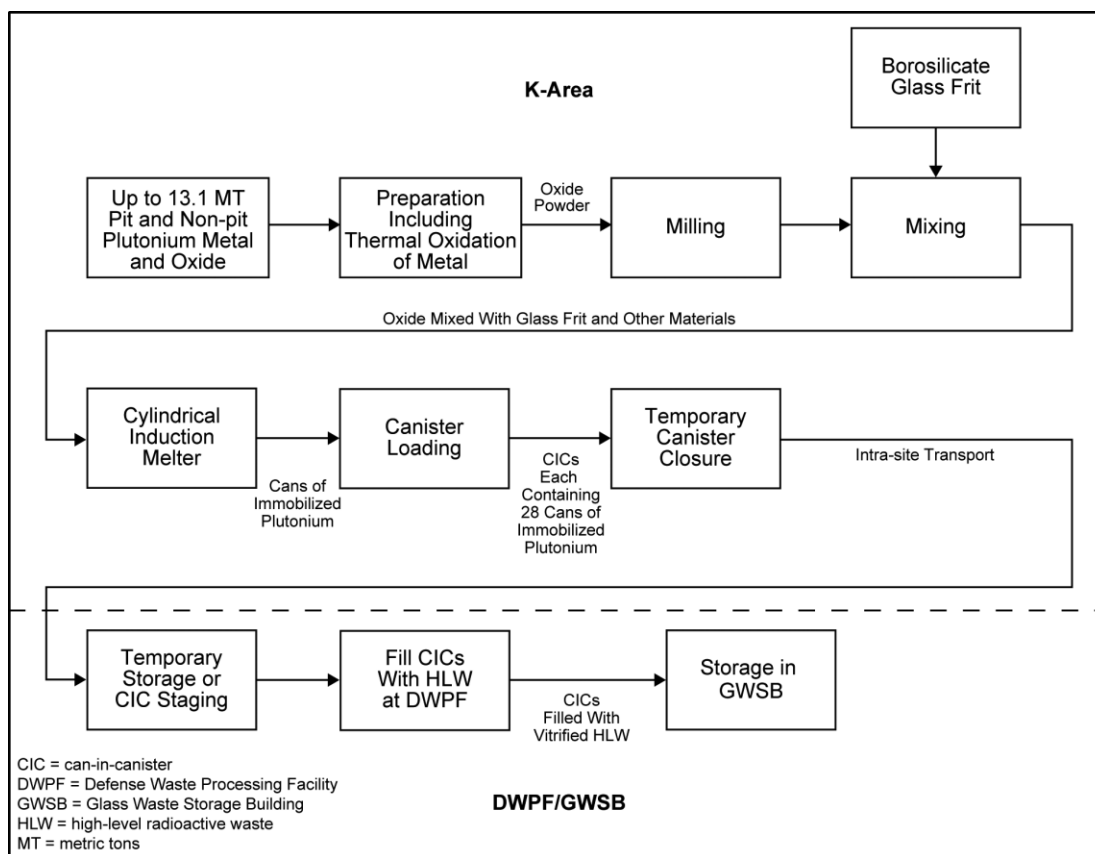 K-Area
Borosilicate
Glass Frit
Up to 13.1 MT
Pit and Non-pit
Plutonium Metal
and Oxide
Preparation
Including
Thermal Oxidation
of Metal
Oxide
Powder
Milling
Mixing
Oxide Mixed With Glass Frit and Other Materials
Cylindrical
Induction
Melter
Cans of
Immobilized
Plutonium
Canister
Loading
CICs
Each
Containing
28 Cans of
Immobilized
Plutonium
Temporary
Canister
Closure
Intra-site Transport
Temporary
Storage or
CIC Staging
Fill CICs
With HLW
at DWPF
CICs
Filled With
Vitrified HLW
Storage in
GWSB
CIC = can-in-canister
DWPF = Defense Waste Processing Facility
GWSB = Glass Waste Storage Building
HLW = high-level radioactive waste
MT = metric tons
DWPF/GWSB